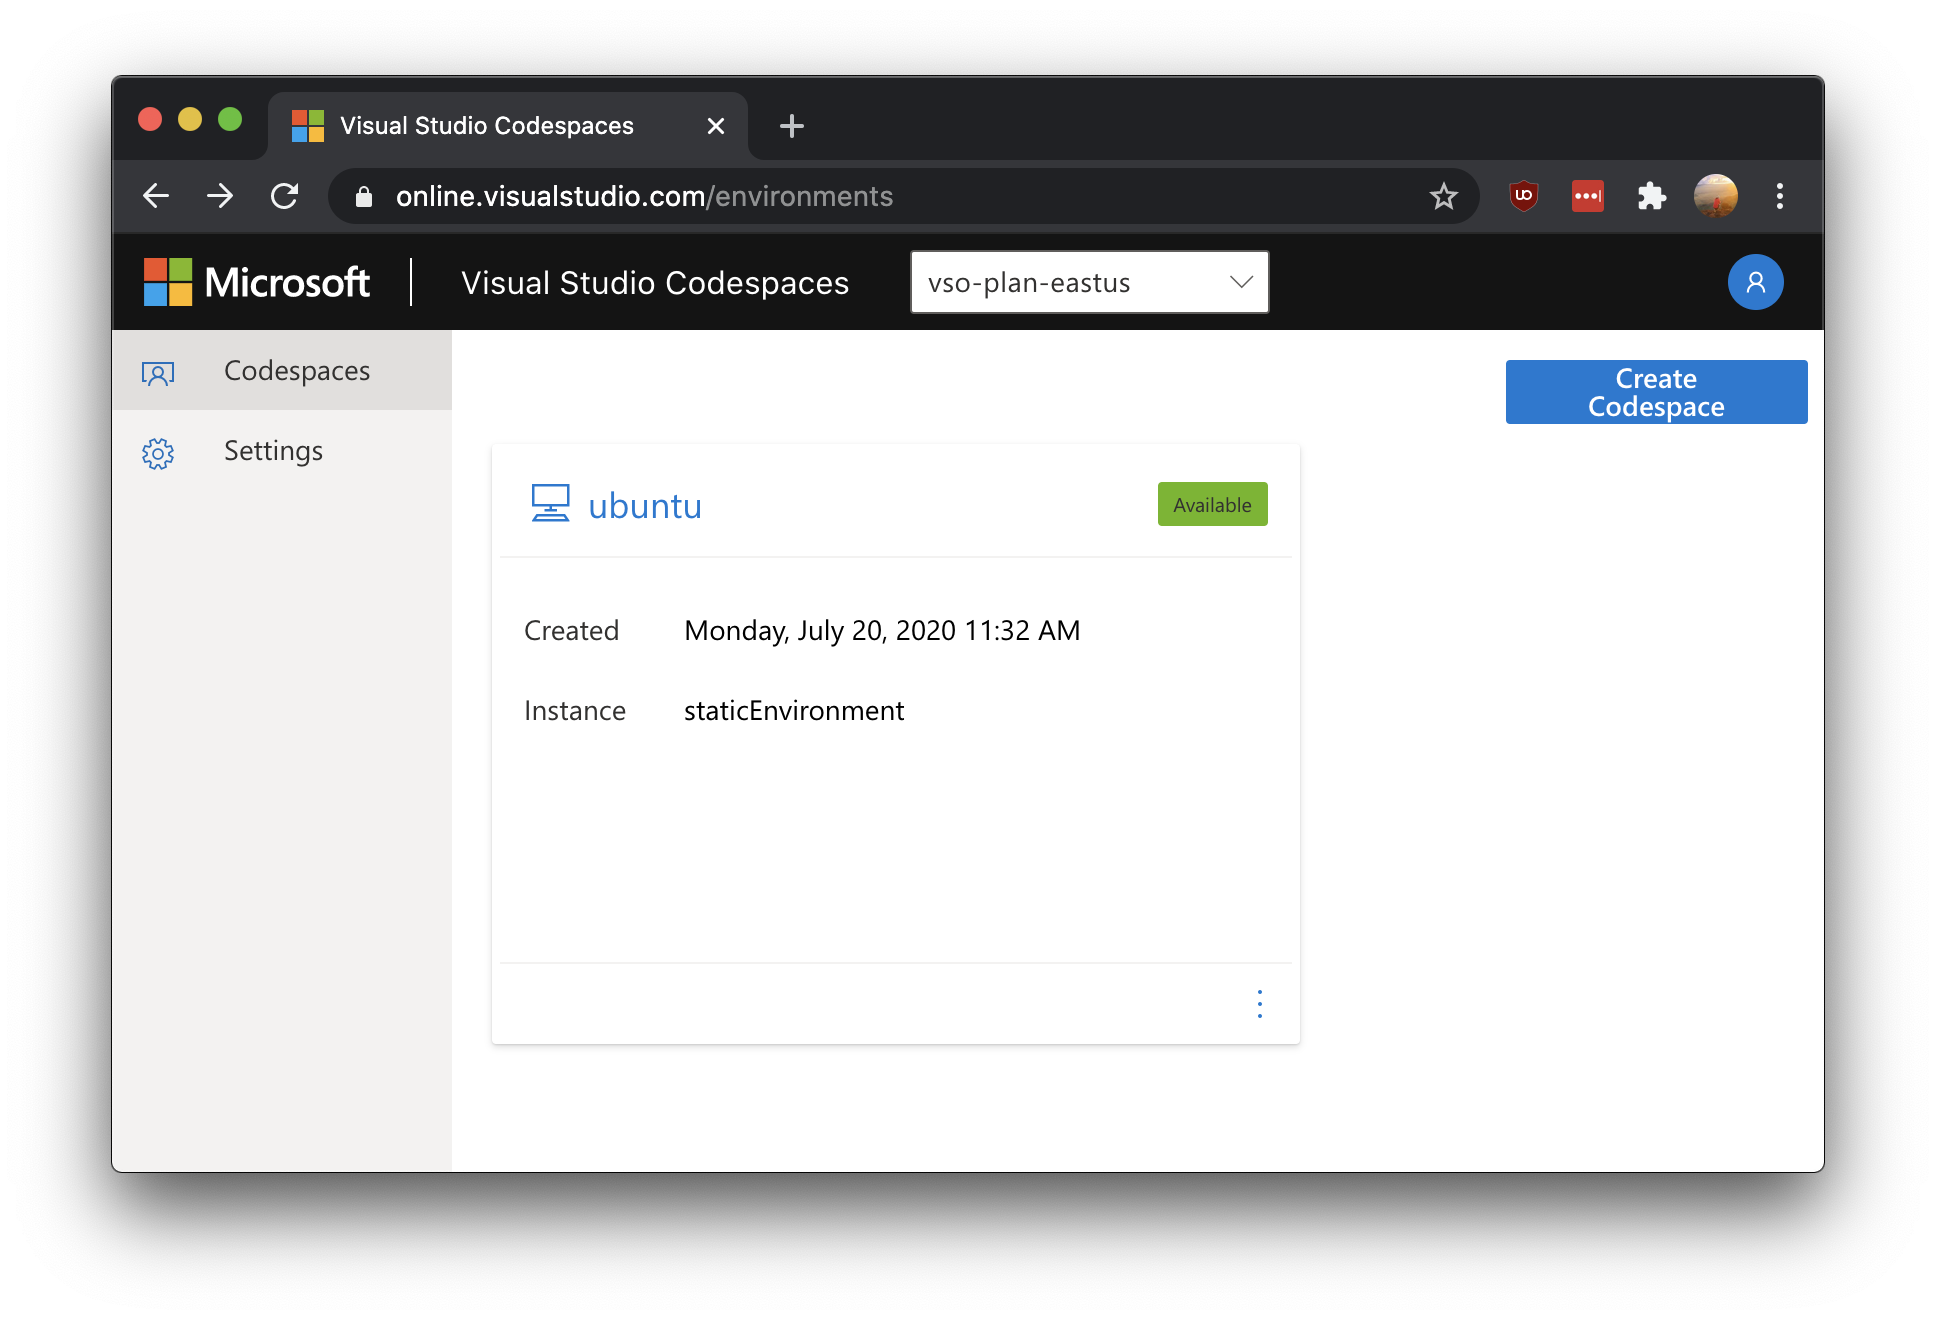 Visual Studio Codespaces
online.visualstudio.com/environments
Microsoft
Visual Studio Codespaces
vso-plan-eastus
Codespaces
Settings
Create
Codespace
ubuntu
Available
Created
Monday, July 20, 2020 11:32 AM
Instance
staticEnvironment